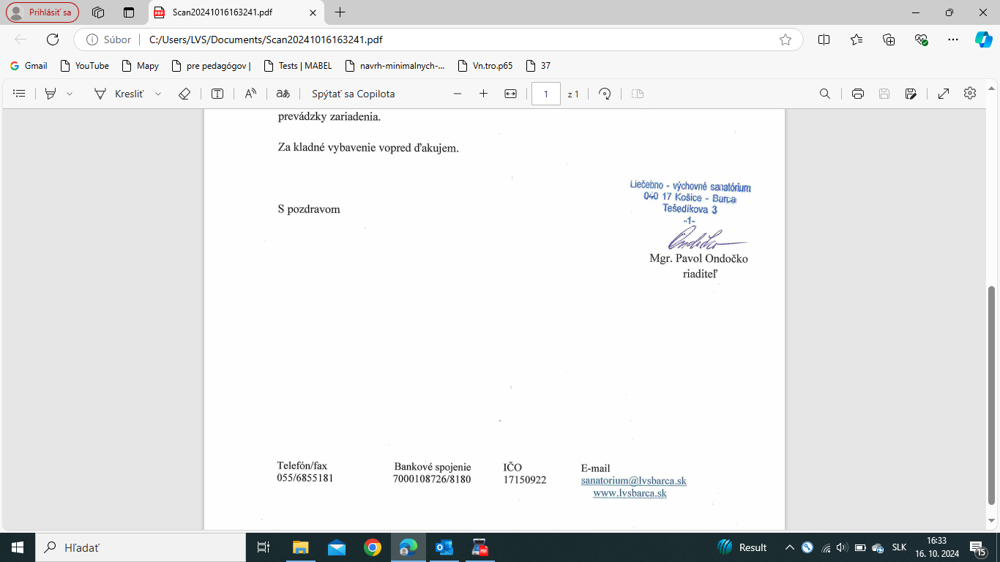 Prihlásiť sa
Scan20241016163241.pdf
Súbor
C:/Users/LVS/Documents/Scan20241016163241.pdf
Gmail
YouTube
Mapy
pre pedagógov |
Tests | MABEL
navrh-minimalnych-...
Vn.tro.p65
37
Kresliť
aあ
Spýtať sa Copilota
1
z 1
prevádzky zariadenia.
Za kladné vybavenie vopred ďakujem.
Liečebno - výchovné sanatórium
040 17 Košice - Barca
Tešedíkova 3
-1-
S pozdravom
Ondočko
Mgr. Pavol Ondočko
riaditeľ
Telefón/fax
055/6855181
Bankové spojenie
7000108726/8180
IČO
17150922
E-mail
sanatorium@lvsbarca.sk
www.lvsbarca.sk
Hľadať
Result
SLK
16:33
16. 10. 2024
15